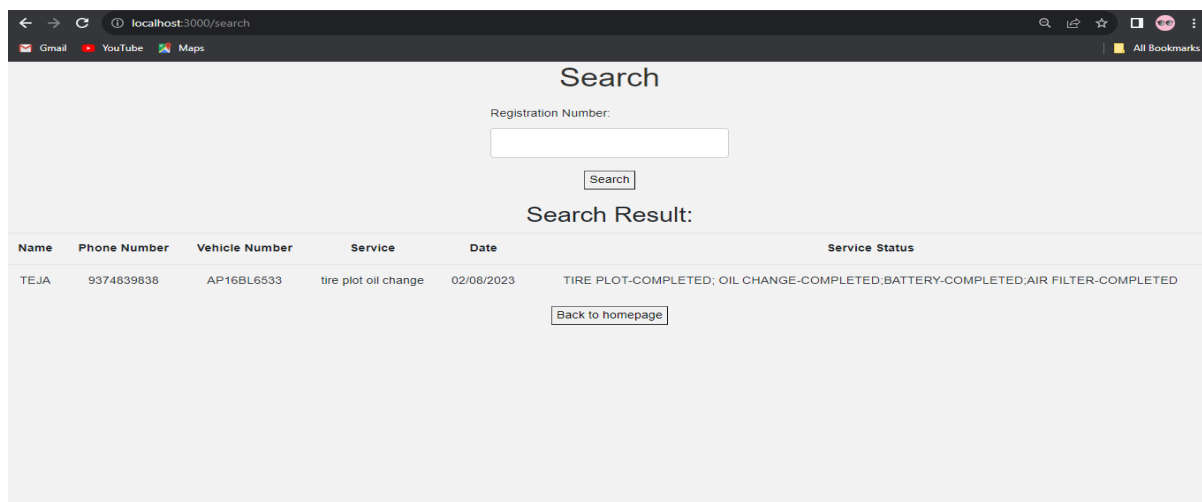 localhost:3000/search
Gmail YouTube Maps All Bookmarks
Search
Registration Number:
Search
Search Result:
Name Phone Number Vehicle Number Service Date Service Status
TEJA 9374839838 AP16BL6533 tire plot oil change 02/08/2023 TIRE PLOT-COMPLETED; OIL CHANGE-COMPLETED;BATTERY-COMPLETED;AIR FILTER-COMPLETED
Back to homepage